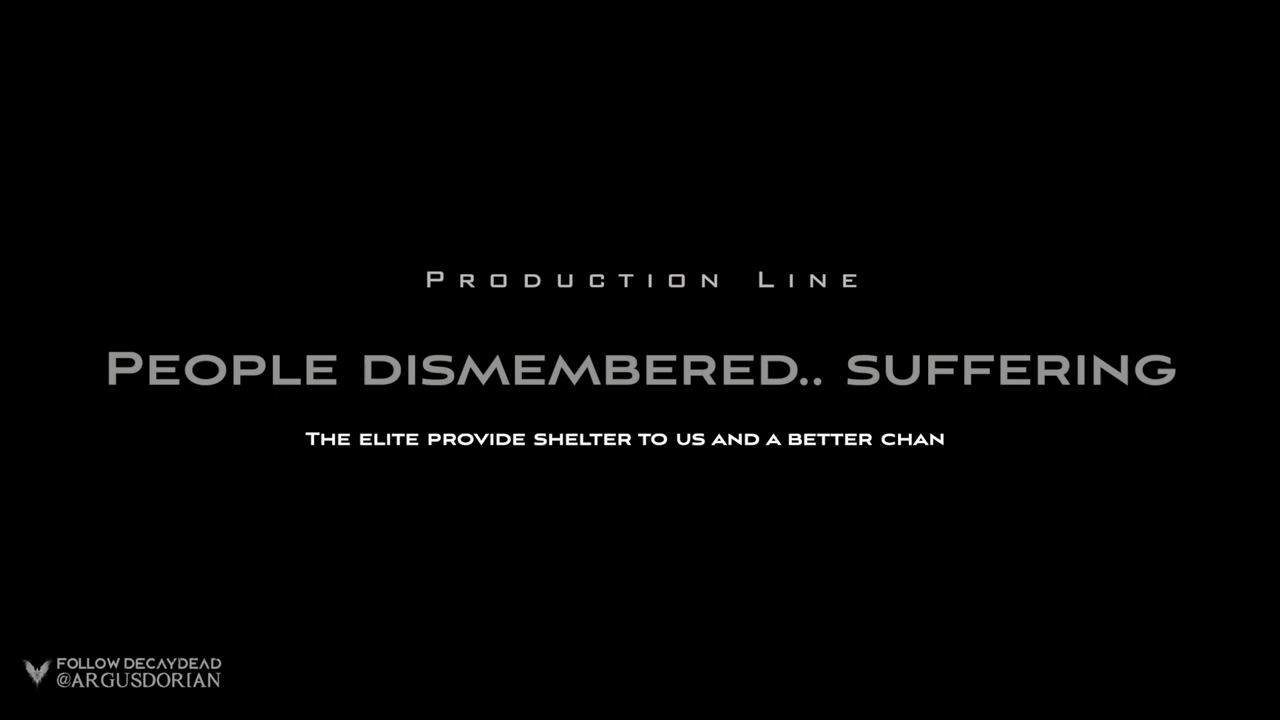 Production Line
People dismembered.. suffering
The elite provide shelter to us and a better chan
Follow Decaydead
@argusdorian